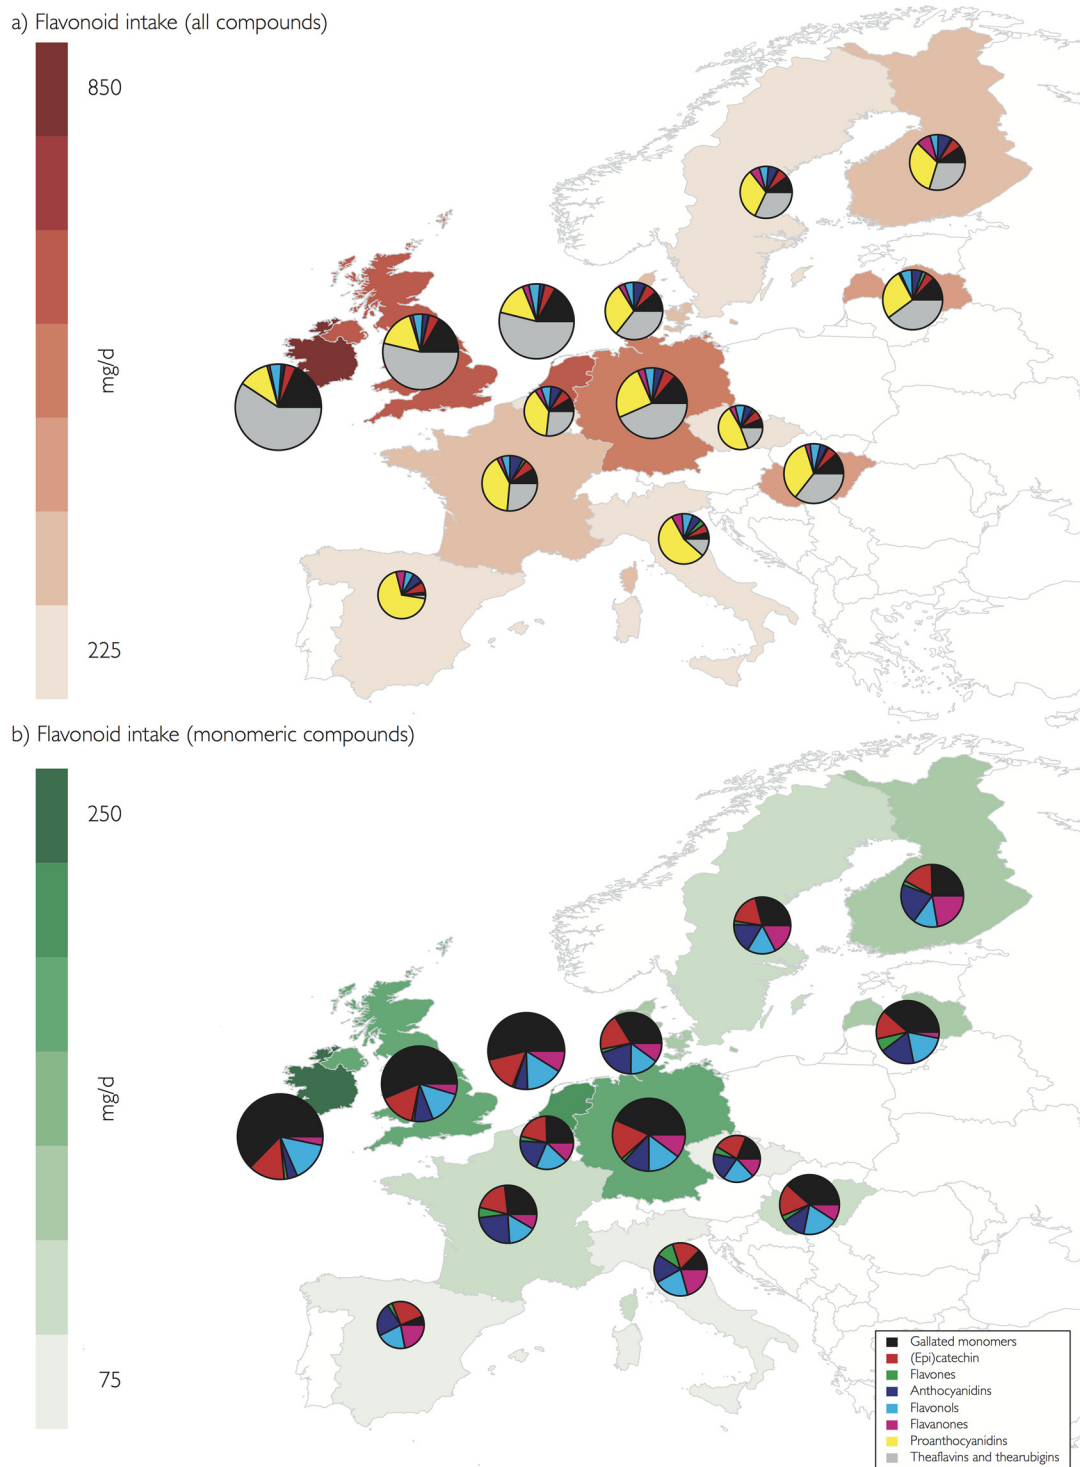 a) Flavonoid intake (all compounds)
850
mg/d
225
b) Flavonoid intake (monomeric compounds)
250
mg/d
75
Gallated monomers
(Epi)catechin
Flavones
Anthocyanidins
Flavonols
Flavanones
Proanthocyanidins
Theaflavins and thearubigins